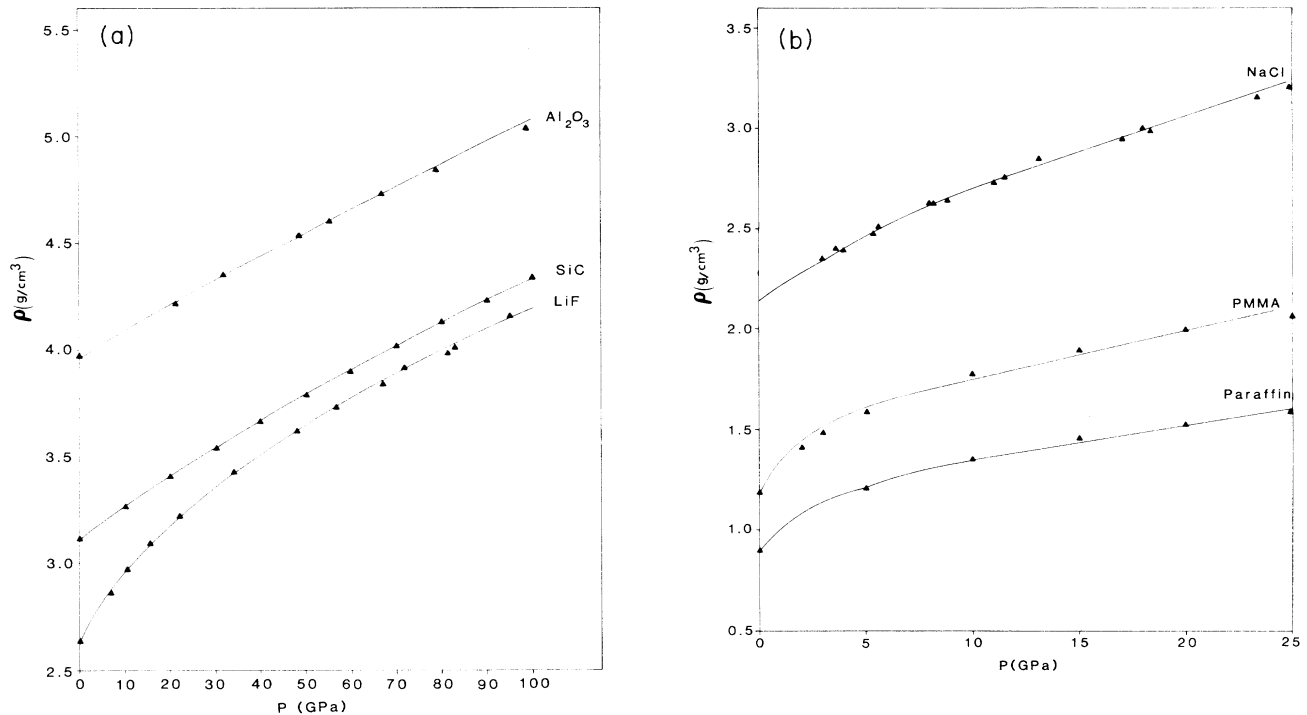 (a)
5.5
5.0
4.5
4.0
3.5
3.0
2.5
ρ(g/cm³)
Al₂O₃
SiC
LiF
0 10 20 30 40 50 60 70 80 90 100
P (GPa)
(b)
3.5
3.0
2.5
2.0
1.5
1.0
0.5
ρ(g/cm³)
NaCl
PMMA
Paraffin
0 5 10 15 20 25
P(GPa)